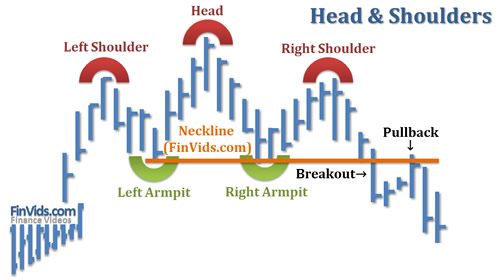 Head & Shoulders
Head
Left Shoulder
Right Shoulder
Neckline
(FinVids.com)
Pullback
↓
Breakout→
Left Armpit
Right Armpit
FinVids.com
Finance Videos